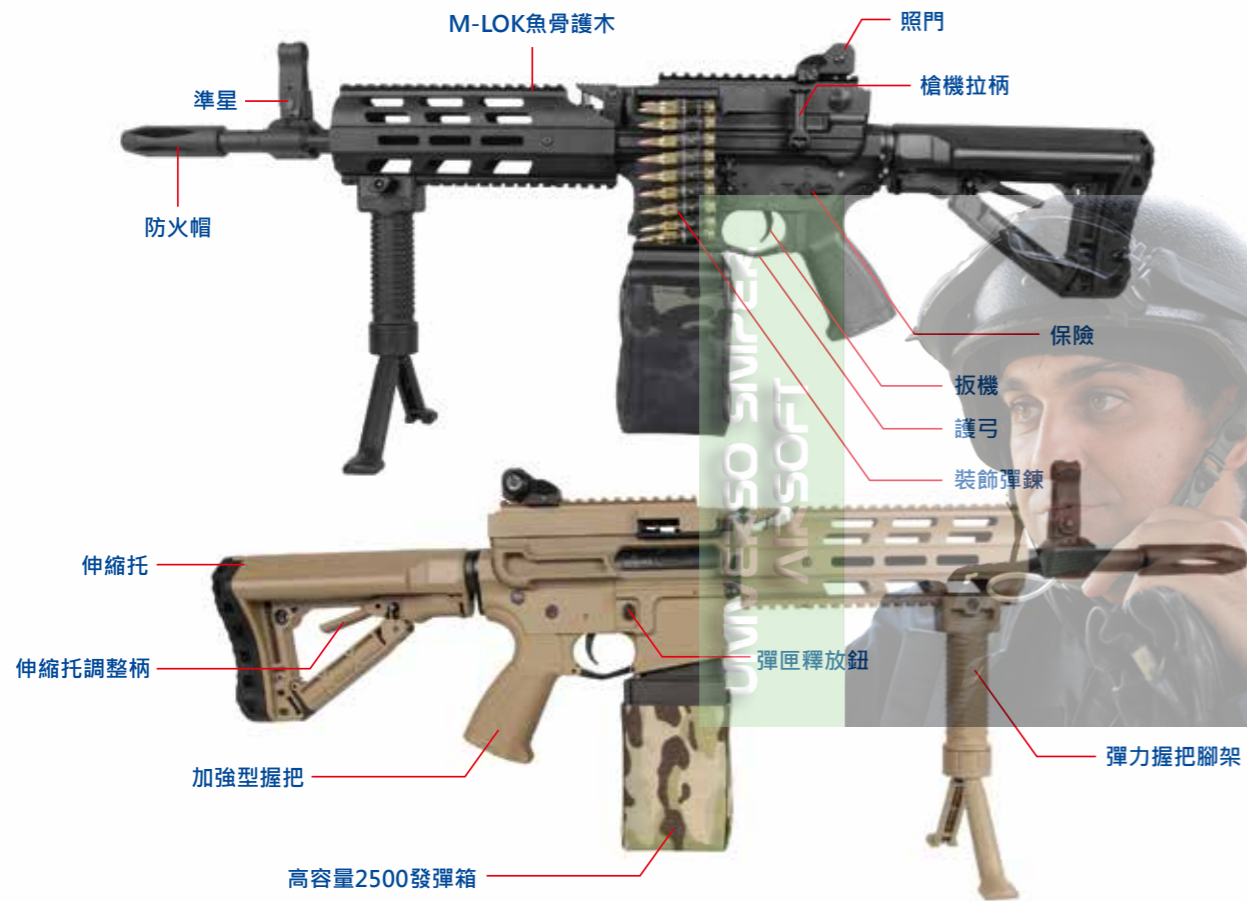 M-LOK魚骨護木
照門
準星
槍機拉柄
防火帽
保險
扳機
護弓
裝飾彈鍊
UNIVERSO SNIPER
AIRSOFT
伸縮托
伸縮托調整柄
彈匣釋放鈕
彈力握把腳架
加強型握把
高容量2500發彈箱